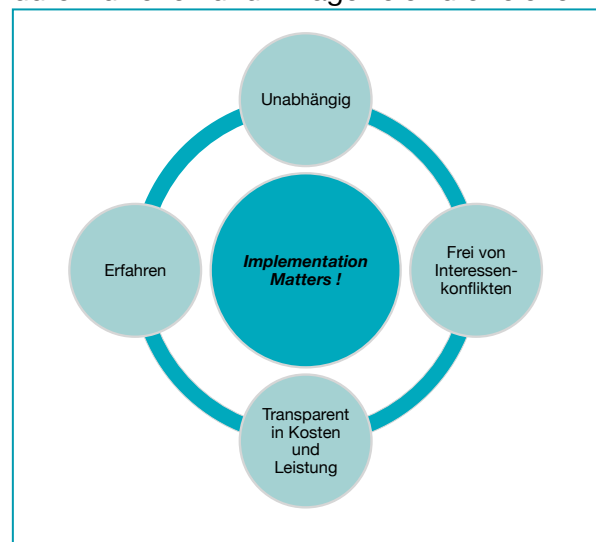 Unabhängig
Erfahren
Implementation
Matters !
Frei von
Interessen-
konflikten
Transparent
in Kosten
und
Leistung